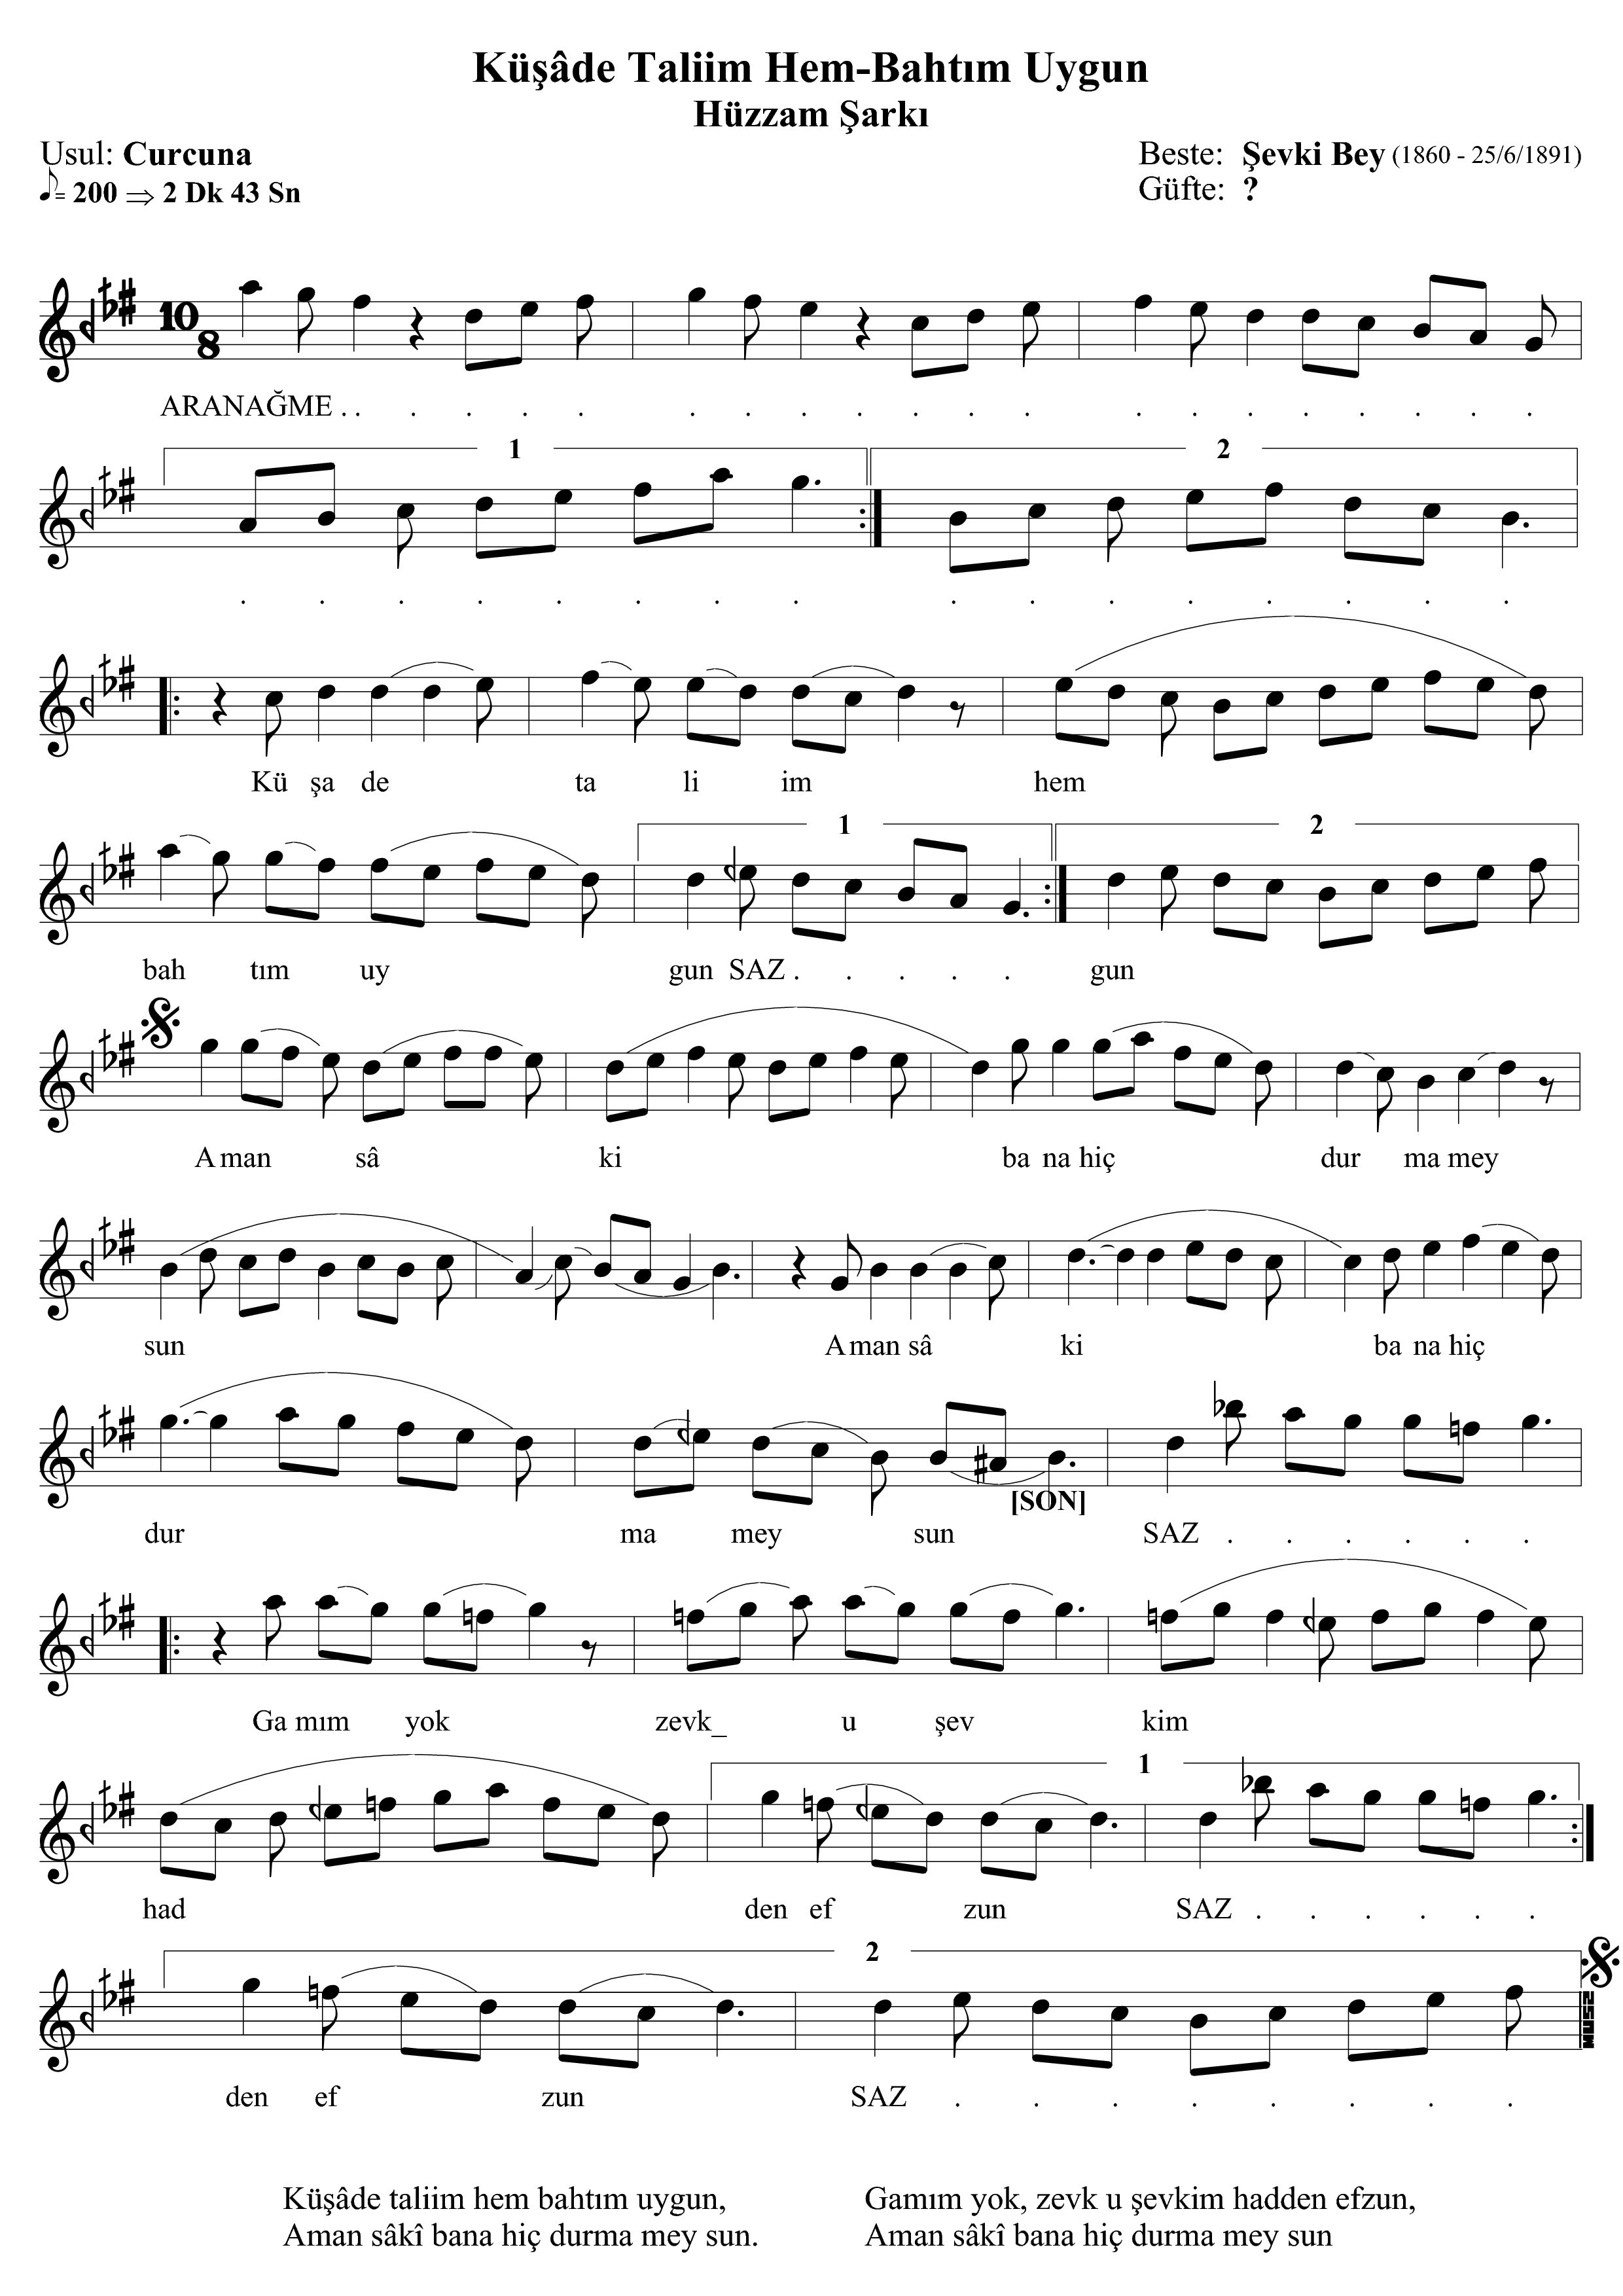 Küşâde Taliim Hem-Bahtım Uygun
Hüzzam Şarkı
Usul: Curcuna
Beste: Şevki Bey (1860 - 25/6/1891)
= 200 ⇒ 2 Dk 43 Sn
Güfte: ?
10
8
ARANAĞME . . . . . . . . . . . . . . . . . . . . .
1 2
. . . . . . . . . . . . . . . .
Kü şa de ta li im hem
1 2
bah tım uy gun SAZ . . . . . gun
A man sâ ki ba na hiç dur ma mey
sun A man sâ ki ba na hiç
[SON]
dur ma mey sun SAZ . . . . . .
Ga mım yok zevk_ u şev kim
1
had den ef zun SAZ . . . . . .
2
MUS2
den ef zun SAZ . . . . . . . .
Küşâde taliim hem bahtım uygun,
Aman sâkî bana hiç durma mey sun.
Gamım yok, zevk u şevkim hadden efzun,
Aman sâkî bana hiç durma mey sun